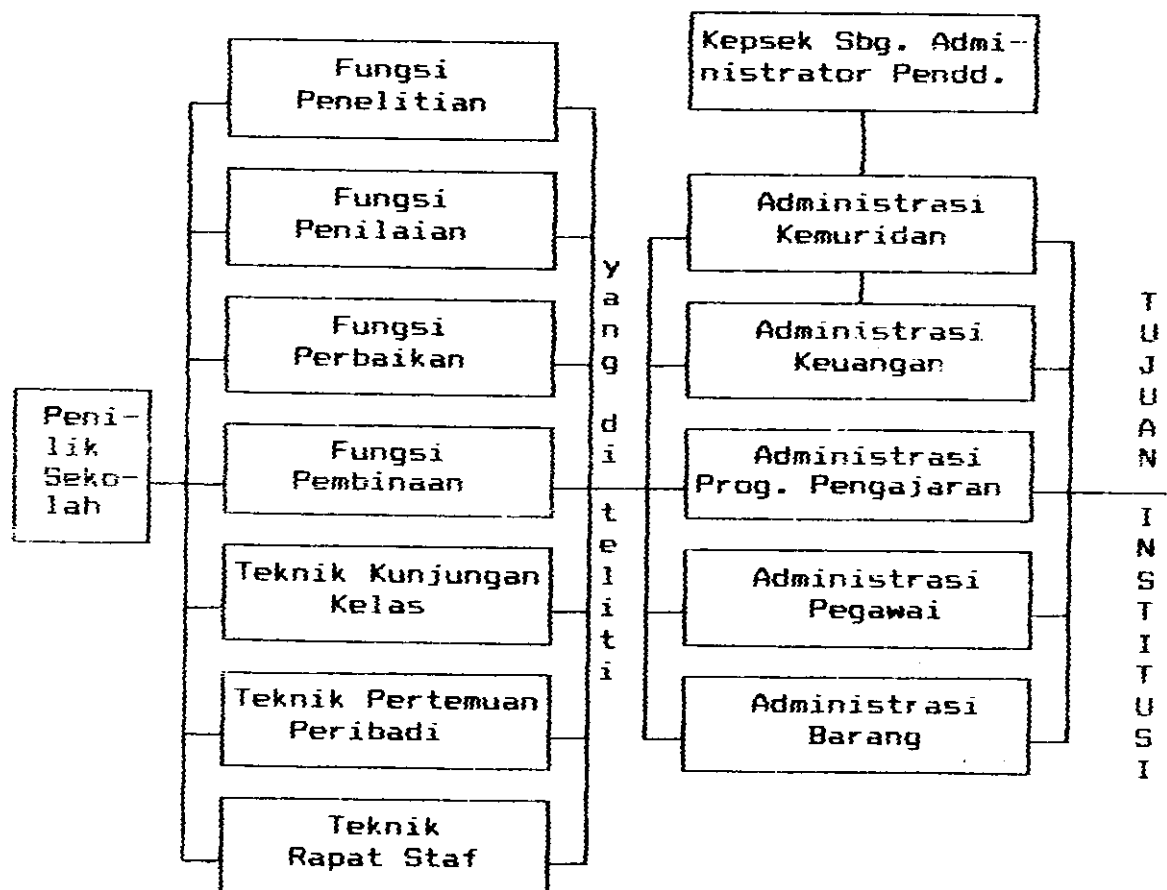 Peni-
lik
Seko-
lah
Fungsi
Penelitian
Fungsi
Penilaian
Fungsi
Perbaikan
Fungsi
Pembinaan
Teknik Kunjungan
Kelas
Teknik Pertemuan
Peribadi
Teknik
Rapat Staf
yang di teliti
Kepsek Sbg. Admi-
nistrator Pendd.
Administrasi
Kemuridan
Administrasi
Keuangan
Administrasi
Prog. Pengajaran
Administrasi
Pegawai
Administrasi
Barang
TUJUAN INSTITUSI